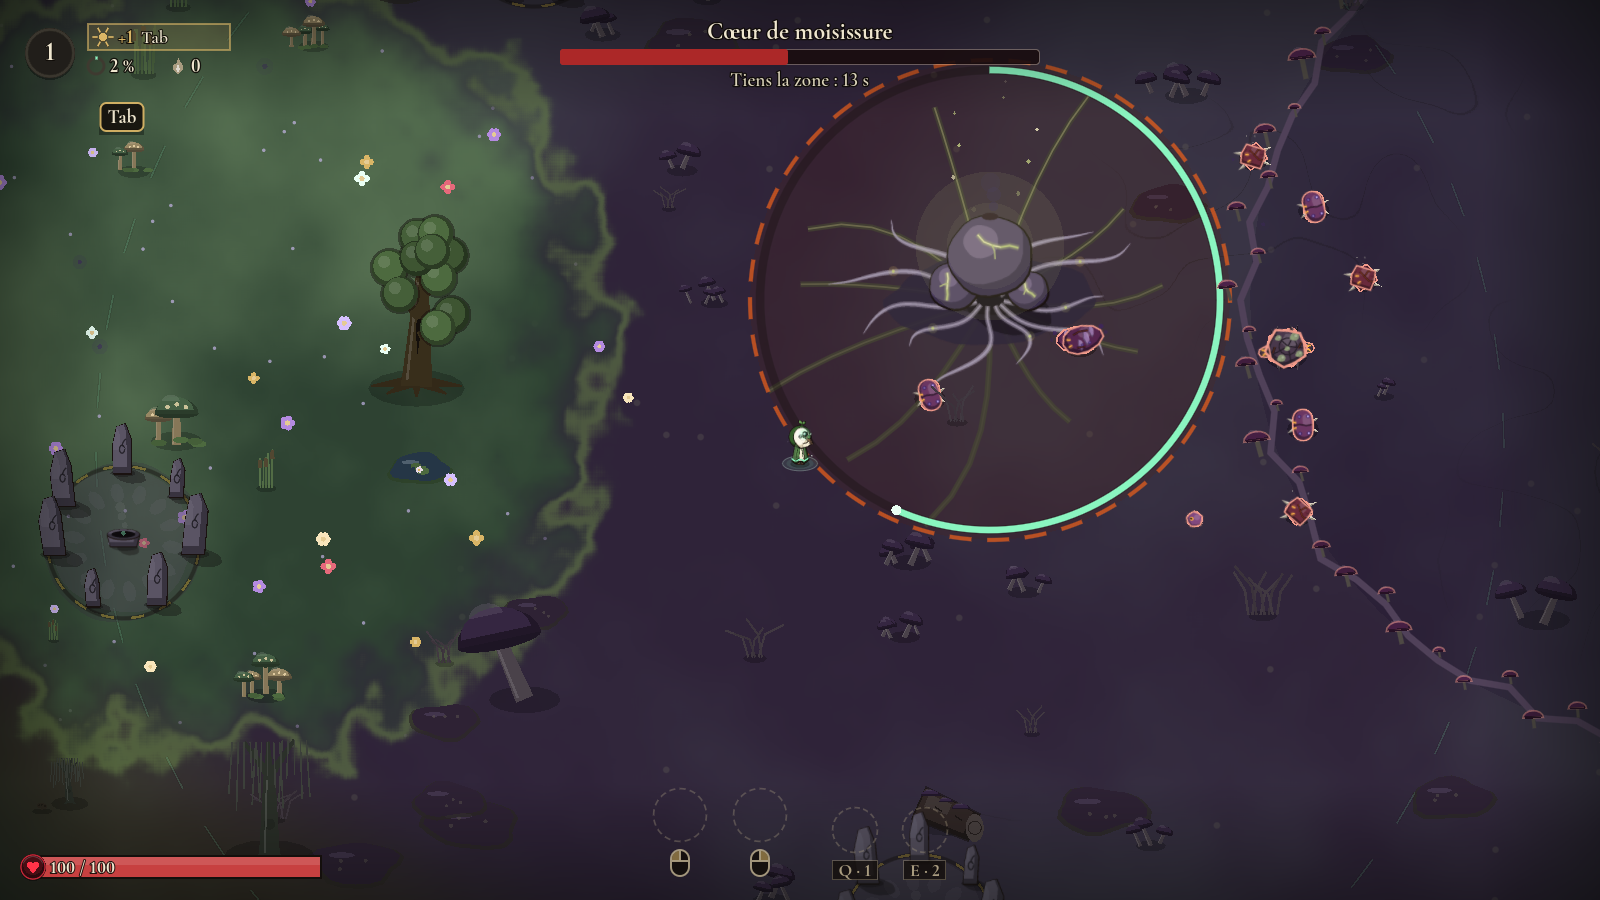 1
+1 Tab
2 %
0
Tab
Cœur de moisissure
Tiens la zone : 13 s
100 / 100
Q · 1
E · 2